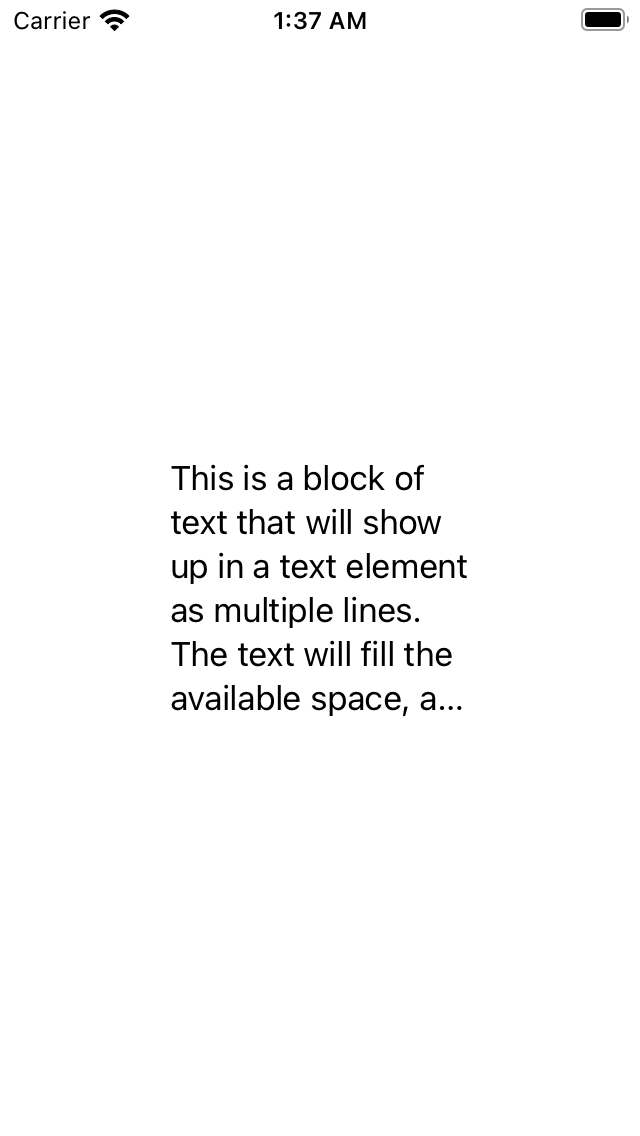 Carrier 1:37 AM
This is a block of
text that will show
up in a text element
as multiple lines.
The text will fill the
available space, a...